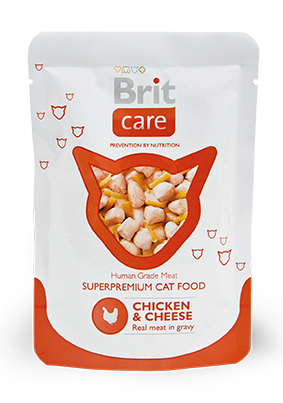 Brit
care
PREVENTION BY NUTRITION
Human Grade Meat
SUPERPREMIUM CAT FOOD
CHICKEN
& CHEESE
Real meat in gravy